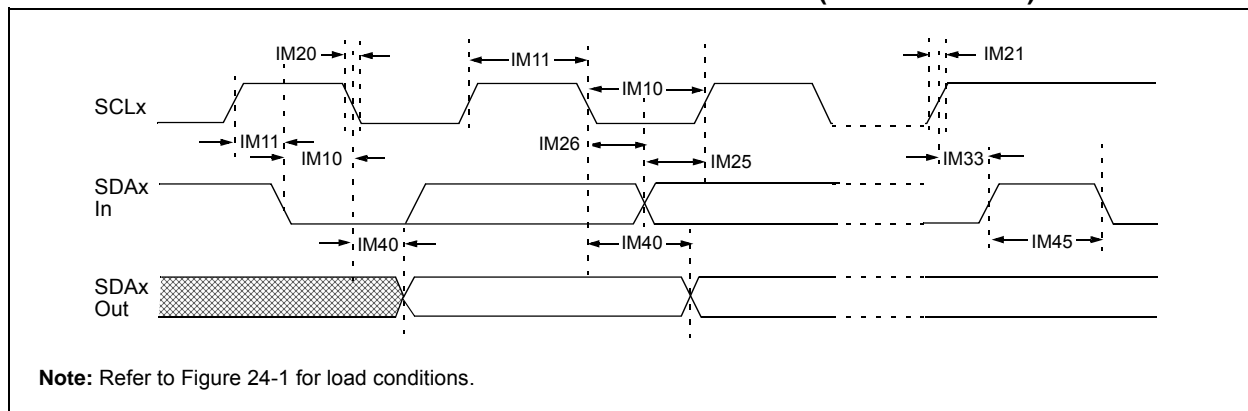 IM20
IM11
IM21
IM10
SCLx
IM11
IM10
IM26
IM25
IM33
SDAx
In
IM40
IM40
IM45
SDAx
Out
Note: Refer to Figure 24-1 for load conditions.